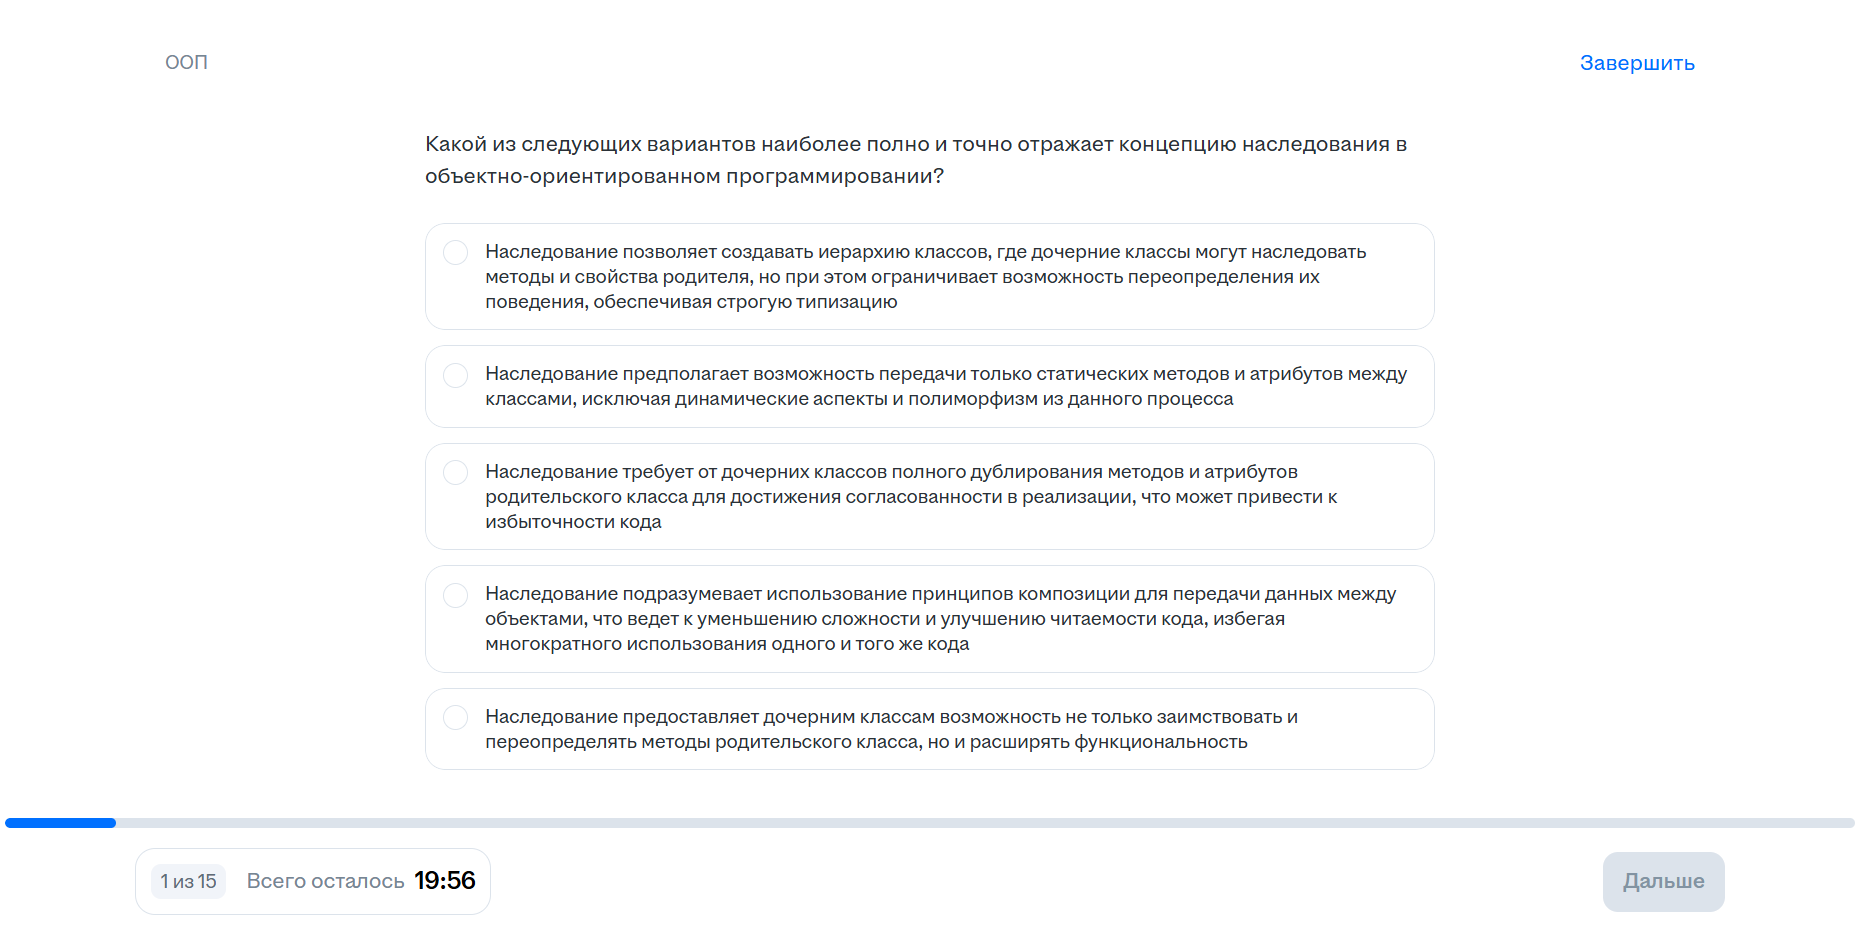 ООП
Завершить
Какой из следующих вариантов наиболее полно и точно отражает концепцию наследования в
объектно-ориентированном программировании?
Наследование позволяет создавать иерархию классов, где дочерние классы могут наследовать
методы и свойства родителя, но при этом ограничивает возможность переопределения их
поведения, обеспечивая строгую типизацию
Наследование предполагает возможность передачи только статических методов и атрибутов между
классами, исключая динамические аспекты и полиморфизм из данного процесса
Наследование требует от дочерних классов полного дублирования методов и атрибутов
родительского класса для достижения согласованности в реализации, что может привести к
избыточности кода
Наследование подразумевает использование принципов композиции для передачи данных между
объектами, что ведет к уменьшению сложности и улучшению читаемости кода, избегая
многократного использования одного и того же кода
Наследование предоставляет дочерним классам возможность не только заимствовать и
переопределять методы родительского класса, но и расширять функциональность
1 из 15
Всего осталось 19:56
Дальше